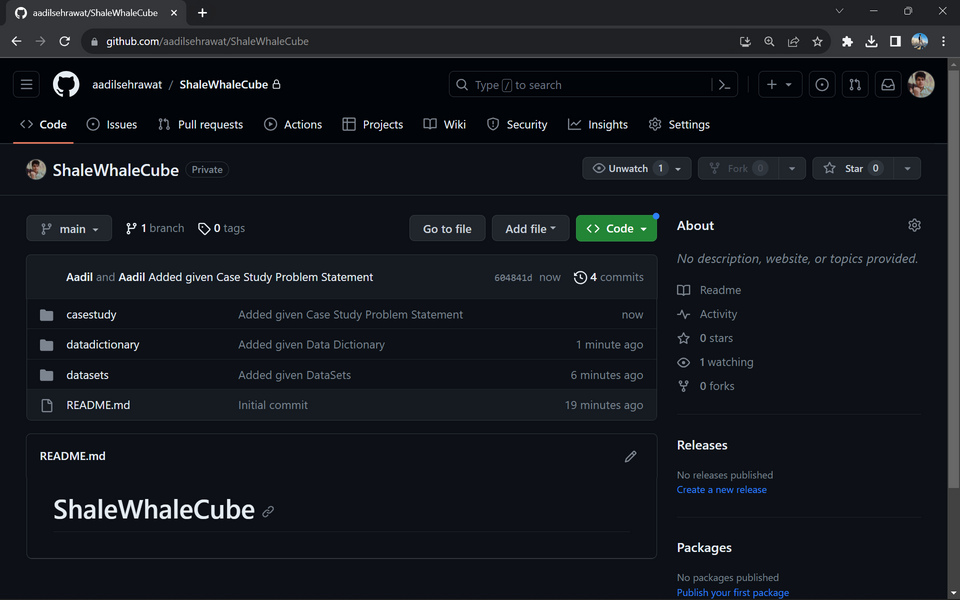 aadilsehrawat/ShaleWhaleCube
github.com/aadilsehrawat/ShaleWhaleCube
aadilsehrawat / ShaleWhaleCube
Type / to search
Code Issues Pull requests Actions Projects Wiki Security Insights Settings
ShaleWhaleCube Private
Unwatch 1 Fork 0 Star 0
main 1 branch 0 tags
Go to file Add file Code
Aadil and Aadil Added given Case Study Problem Statement 604841d now 4 commits
casestudy Added given Case Study Problem Statement now
datadictionary Added given Data Dictionary 1 minute ago
datasets Added given DataSets 6 minutes ago
README.md Initial commit 19 minutes ago
README.md
ShaleWhaleCube
About
No description, website, or topics provided.
Readme
Activity
0 stars
1 watching
0 forks
Releases
No releases published
Create a new release
Packages
No packages published
Publish your first package